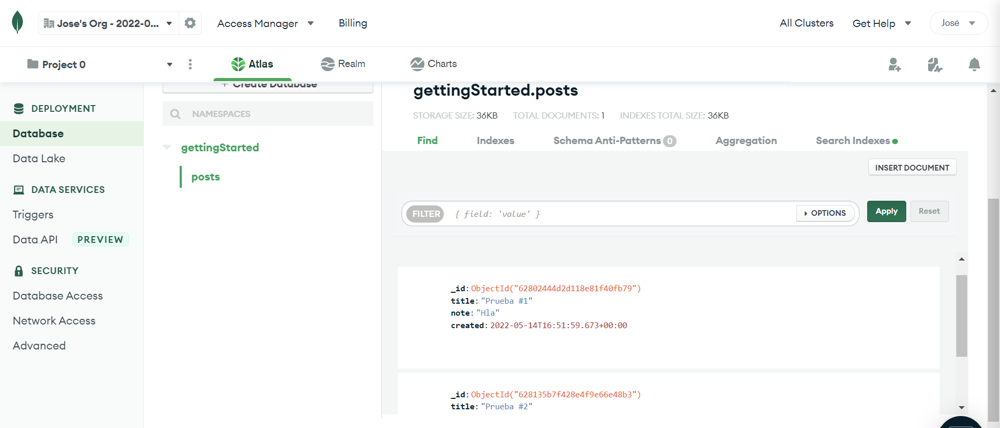 Jose's Org - 2022-0...
Access Manager
Billing
All Clusters
Get Help
José
Project 0
Atlas
Realm
Charts
+ Create Database
gettingStarted.posts
DEPLOYMENT
Database
Data Lake
DATA SERVICES
Triggers
Data API
PREVIEW
SECURITY
Database Access
Network Access
Advanced
NAMESPACES
gettingStarted
posts
STORAGE SIZE: 36KB
TOTAL DOCUMENTS: 1
INDEXES TOTAL SIZE: 36KB
Find
Indexes
Schema Anti-Patterns 0
Aggregation
Search Indexes
INSERT DOCUMENT
FILTER
{ field: 'value' }
OPTIONS
Apply
Reset
_id: ObjectId("62802444d2d118e81f40fb79")
title: "Prueba #1"
note: "Hla"
created: 2022-05-14T16:51:59.673+00:00
_id: ObjectId("628135b7f428e4f9e66e48b3")
title: "Prueba #2"